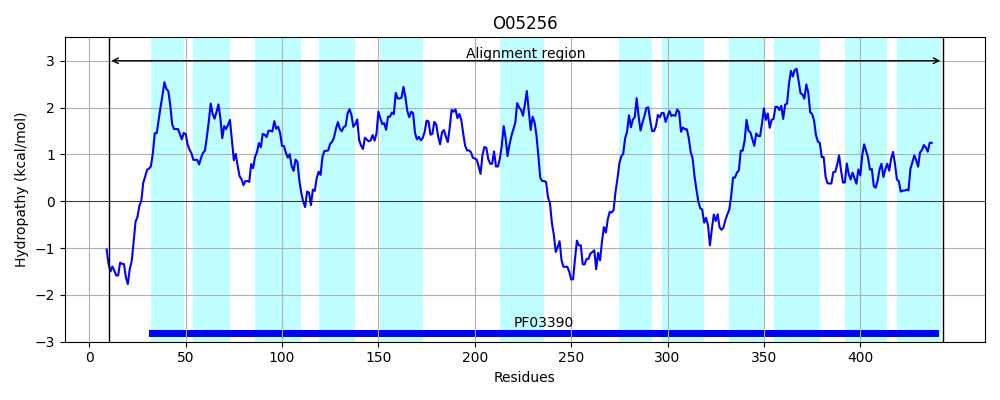 O05256
Hydropathy (kcal/mol)
3
2
1
0
−1
−2
−3
Alignment region
PF03390
0 50 100 150 200 250 300 350 400
Residues